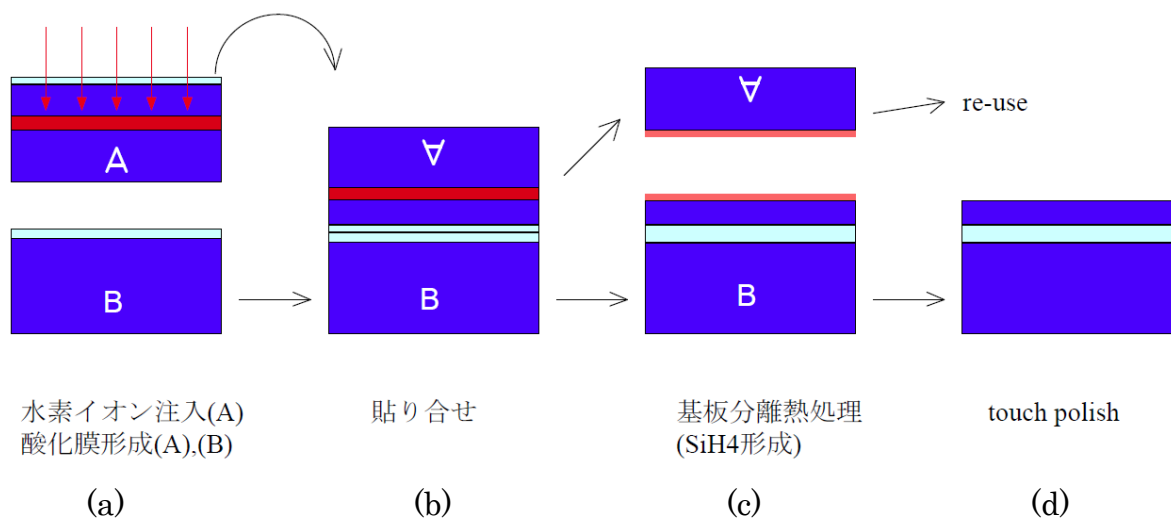 A
B
∀
B
∀
B
re-use
水素イオン注入(A)
酸化膜形成(A),(B)
貼り合せ
基板分離熱処理
(SiH4形成)
touch polish
(a)
(b)
(c)
(d)